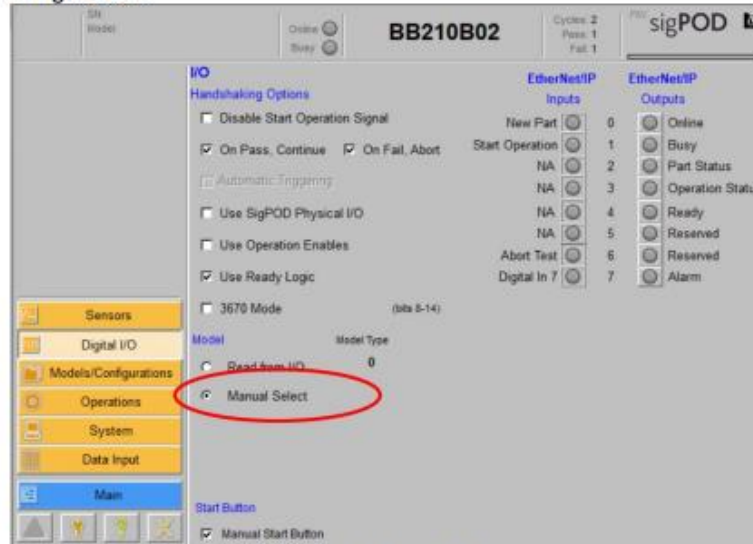 SN
Model
Online
Busy
BB210B02
Cycles 2
Pass 1
Fail 1
sigPOD
I/O
Handshaking Options
Disable Start Operation Signal
On Pass, Continue
On Fail, Abort
Automatic Triggering
Use SigPOD Physical I/O
Use Operation Enables
Use Ready Logic
3670 Mode
(bits 8-14)
EtherNet/IP
Inputs
EtherNet/IP
Outputs
New Part 0 Online
Start Operation 1 Busy
NA 2 Part Status
NA 3 Operation Statu
NA 4 Ready
NA 5 Reserved
Abort Test 6 Reserved
Digital In 7 7 Alarm
Sensors
Digital I/O
Models/Configurations
Operations
System
Data Input
Main
Model
Model Type
Read from I/O
0
Manual Select
Start Button
Manual Start Button